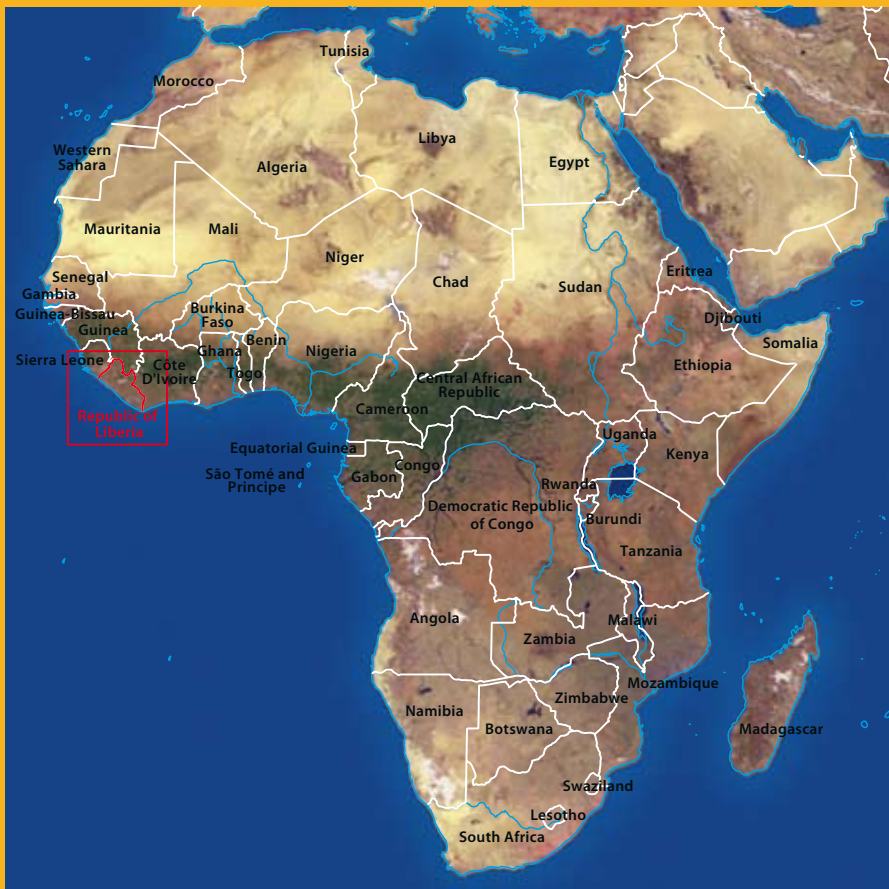 Tunisia
Morocco
Western
Sahara
Algeria
Libya
Egypt
Mauritania
Mali
Niger
Chad
Sudan
Eritrea
Senegal
Gambia
Guinea-Bissau
Guinea
Burkina
Faso
Djibouti
Somalia
Sierra Leone
Côte
D'Ivoire
Ghana
Togo
Benin
Nigeria
Ethiopia
Central African
Republic
Cameroon
Republic of
Liberia
Equatorial Guinea
São Tomé and
Principe
Gabon
Congo
Uganda
Kenya
Rwanda
Democratic Republic
of Congo
Burundi
Tanzania
Angola
Zambia
Malawi
Mozambique
Zimbabwe
Namibia
Botswana
Madagascar
Swaziland
Lesotho
South Africa